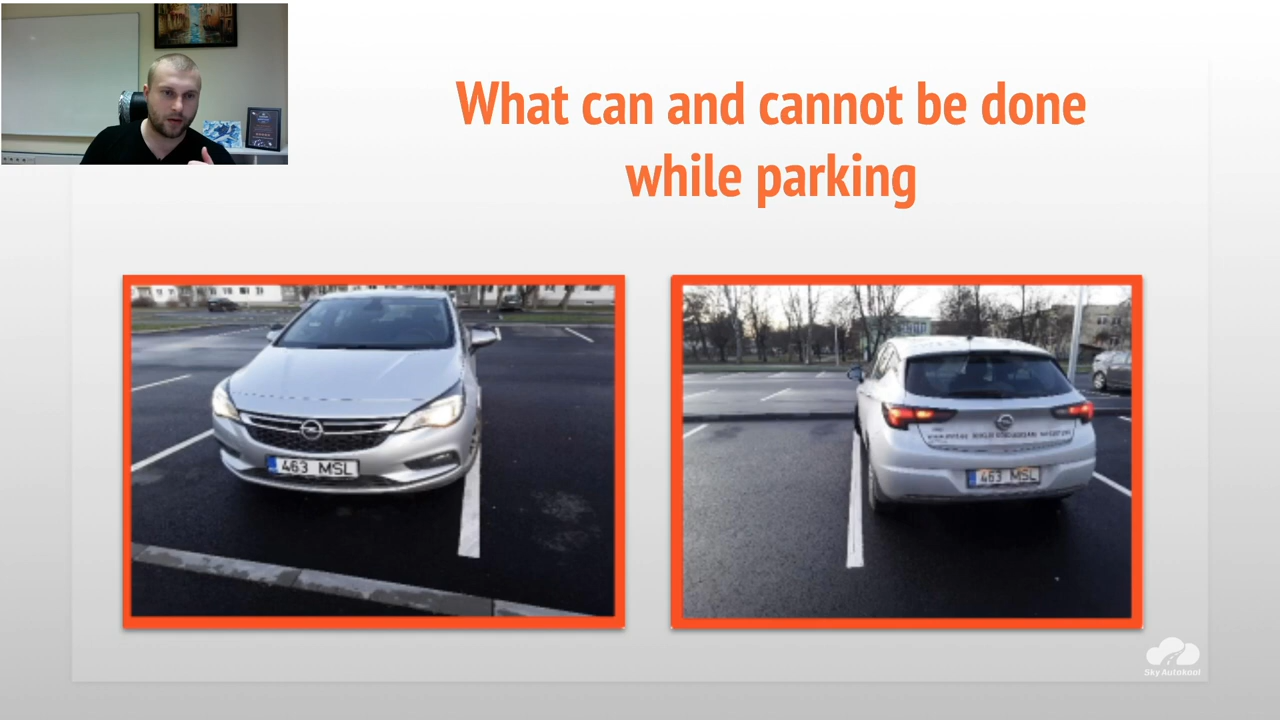 What can and cannot be done
while parking
463 MSL
463 MSL
Sky Autokool